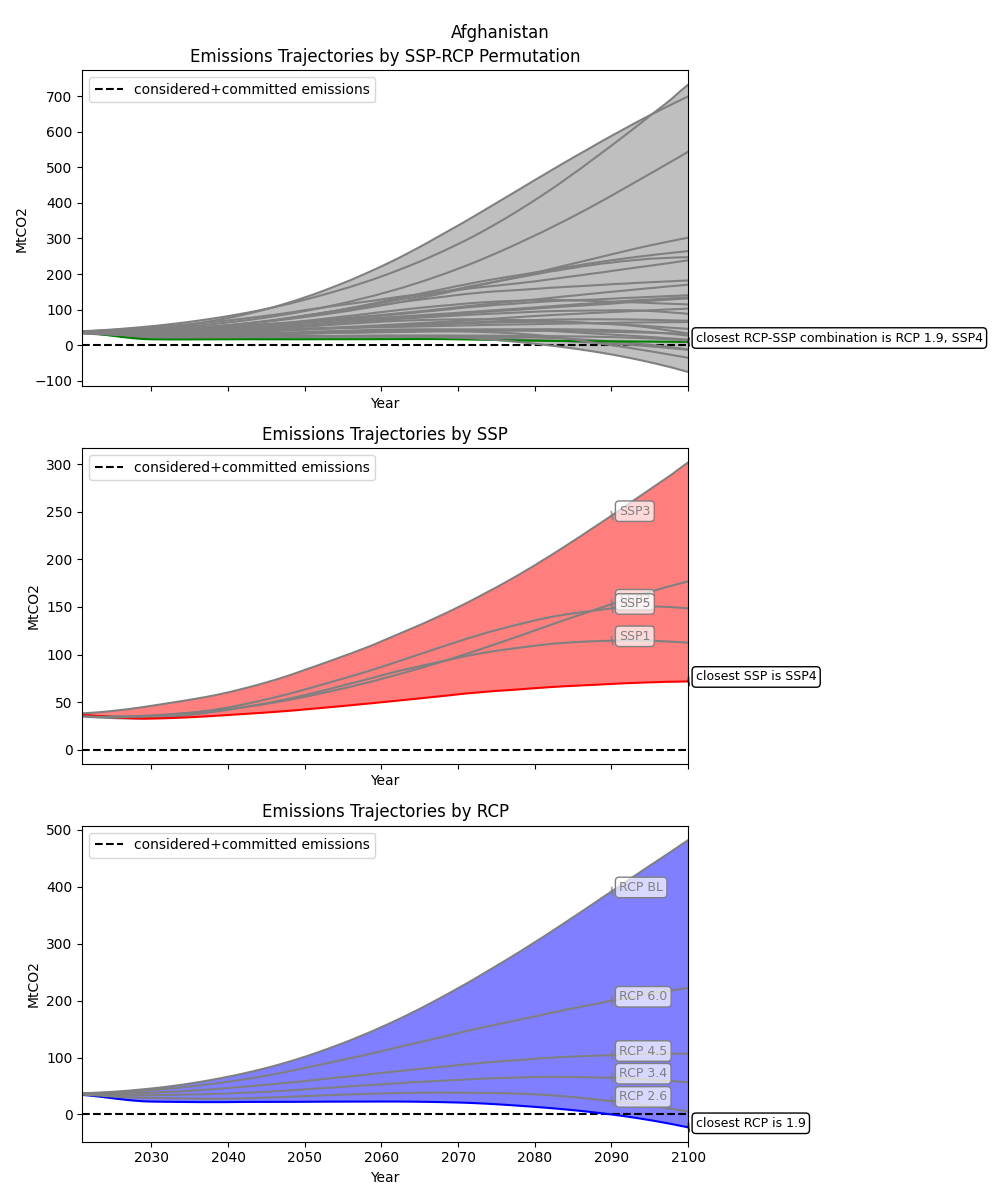 Afghanistan
Emissions Trajectories by SSP-RCP Permutation
considered+committed emissions
700
600
500
400
300
200
100
0
−100
MtCO2
closest RCP-SSP combination is RCP 1.9, SSP4
Year
Emissions Trajectories by SSP
considered+committed emissions
300
250
200
150
100
50
0
MtCO2
SSP3
SSP5
SSP1
closest SSP is SSP4
Year
Emissions Trajectories by RCP
considered+committed emissions
500
400
300
200
100
0
MtCO2
RCP BL
RCP 6.0
RCP 4.5
RCP 3.4
RCP 2.6
closest RCP is 1.9
2030 2040 2050 2060 2070 2080 2090 2100
Year